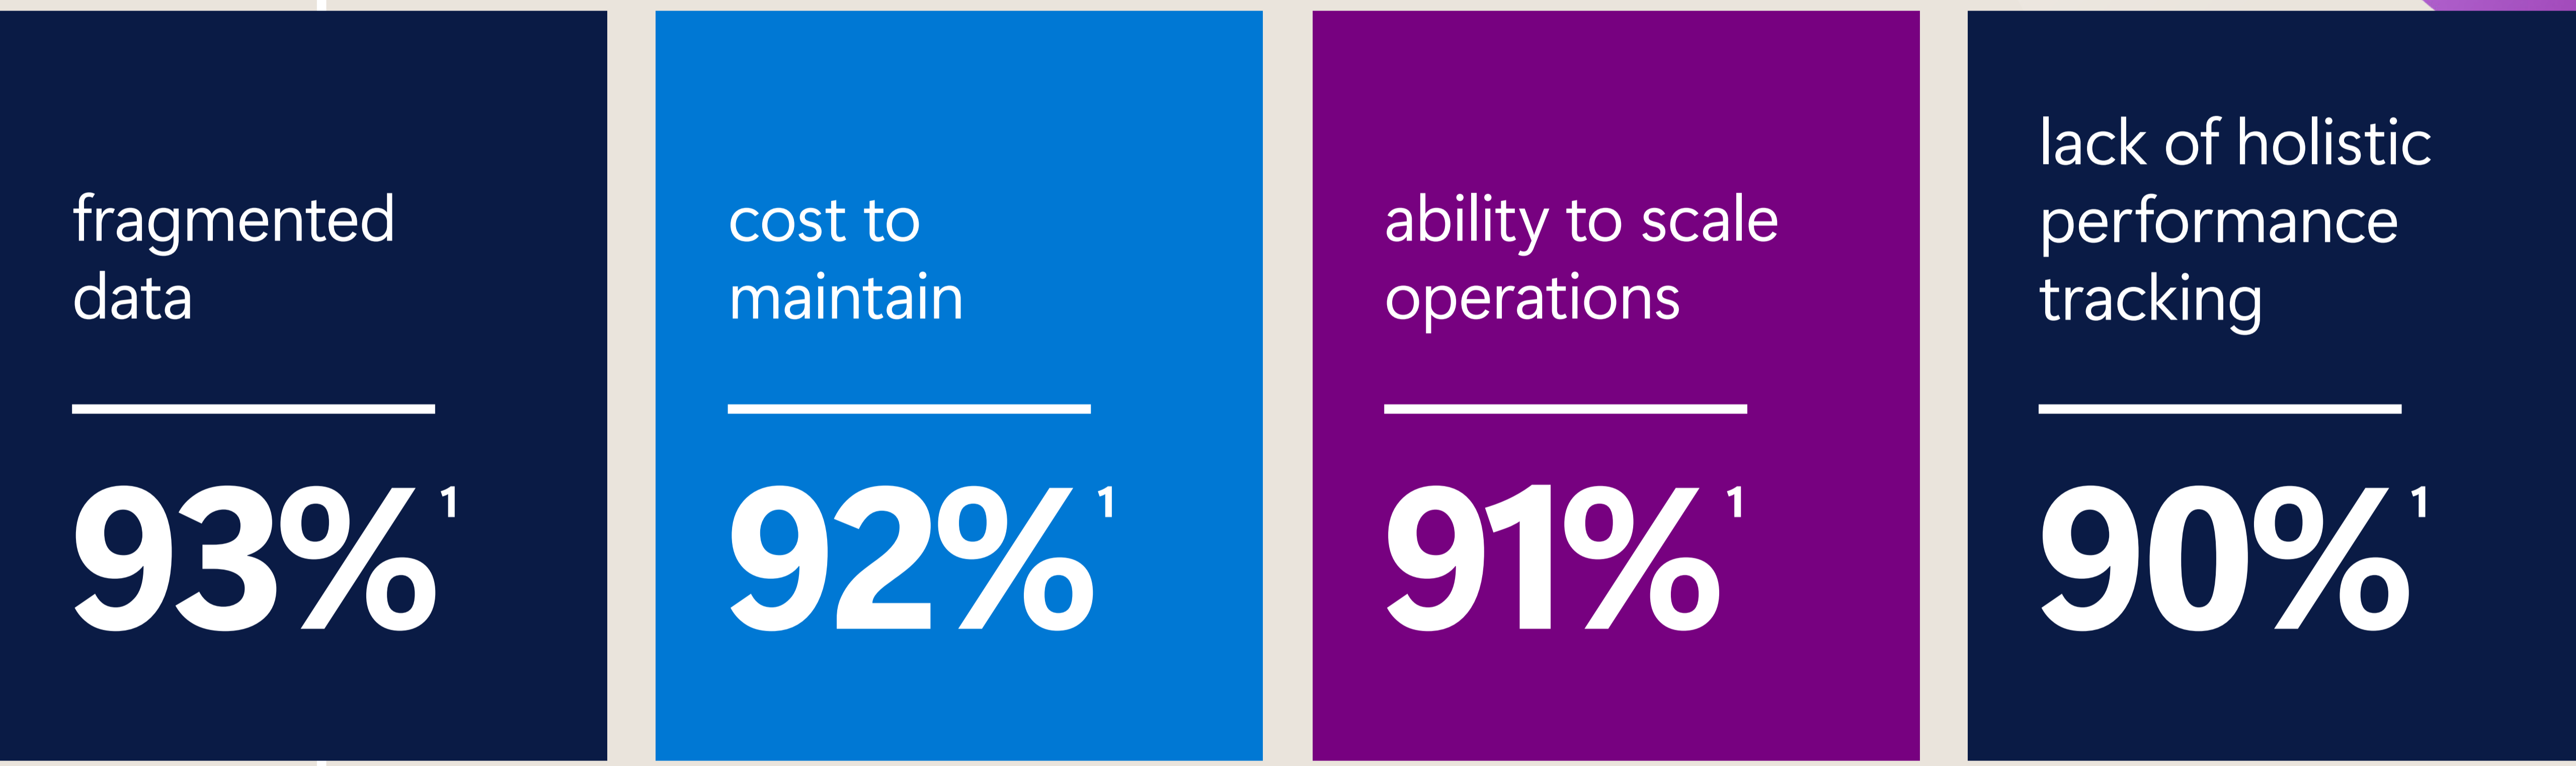 fragmented
data
93%¹
cost to
maintain
92%¹
ability to scale
operations
91%¹
lack of holistic
performance
tracking
90%¹